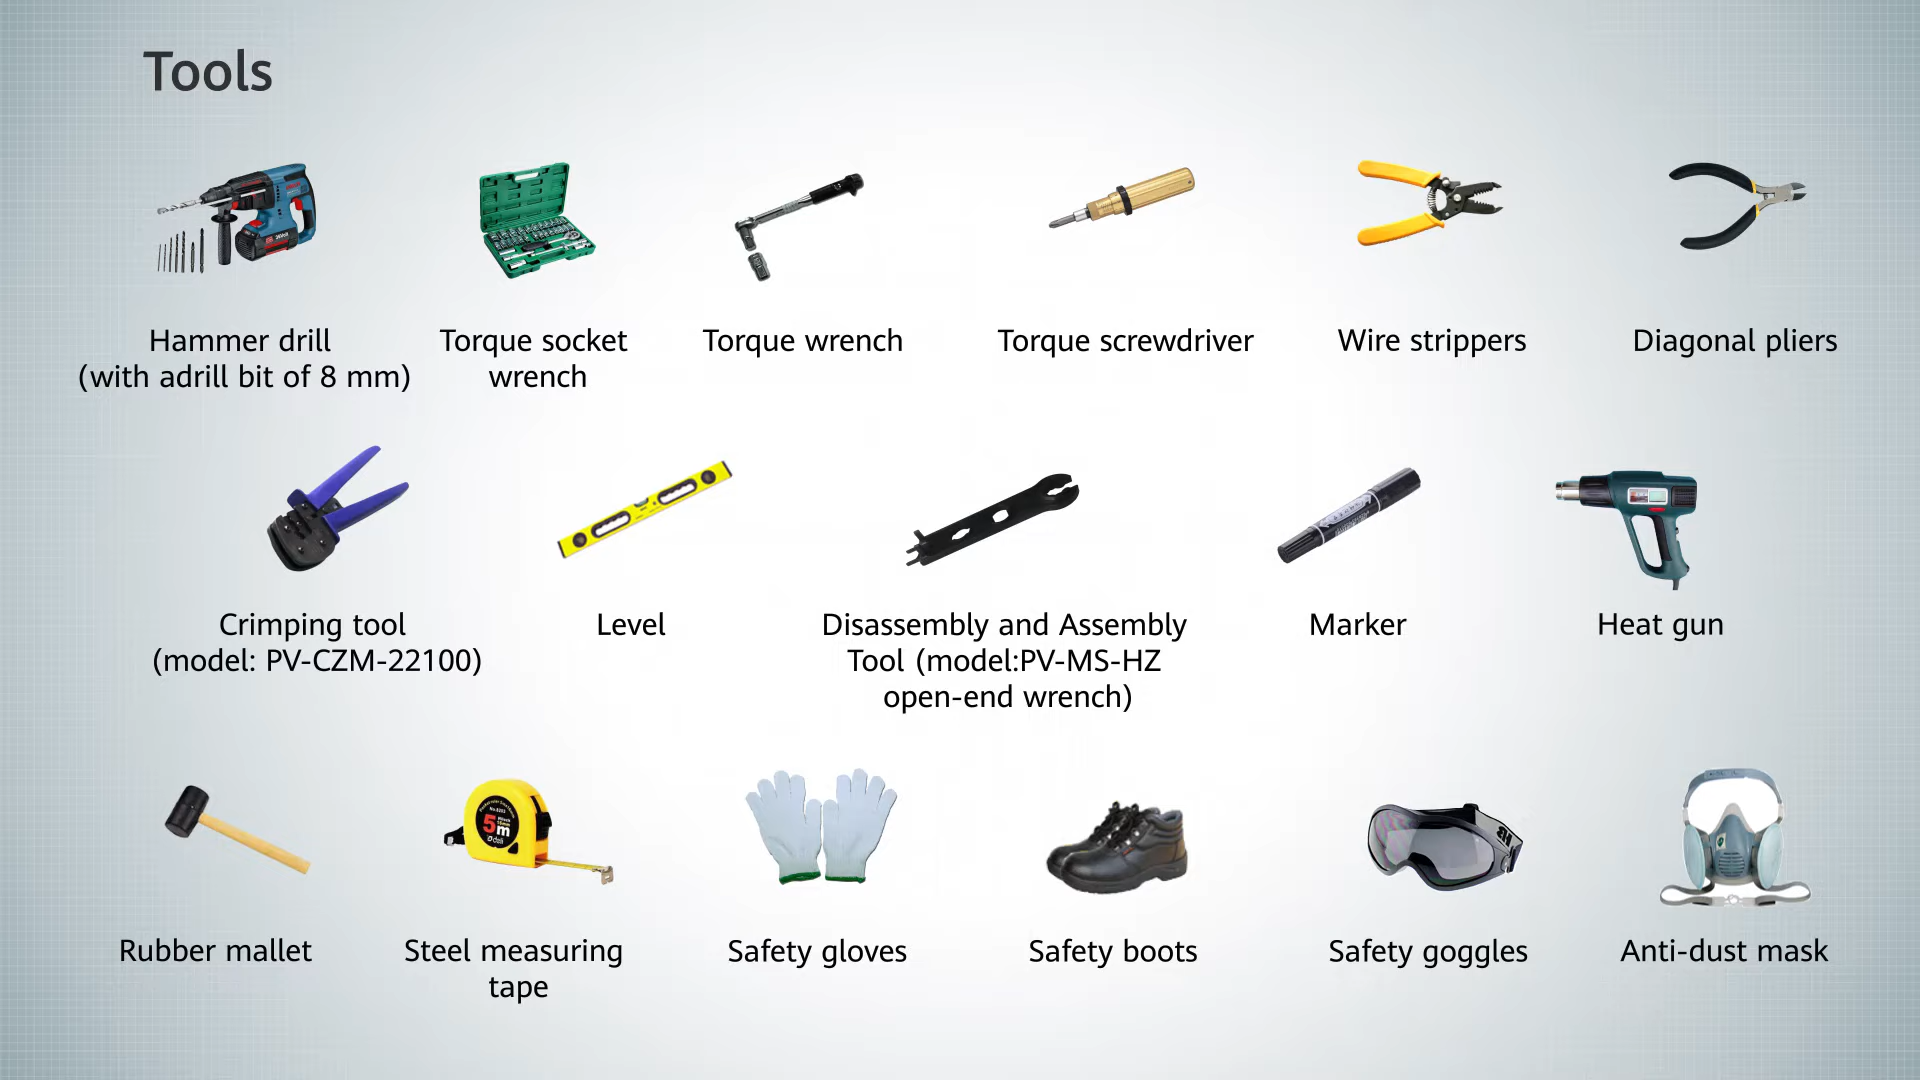 Tools
Hammer drill
(with adrill bit of 8 mm)
Torque socket
wrench
Torque wrench
Torque screwdriver
Wire strippers
Diagonal pliers
Crimping tool
(model: PV-CZM-22100)
Level
Disassembly and Assembly
Tool (model:PV-MS-HZ
open-end wrench)
Marker
Heat gun
5m
deli
Rubber mallet
Steel measuring
tape
Safety gloves
Safety boots
Safety goggles
Anti-dust mask